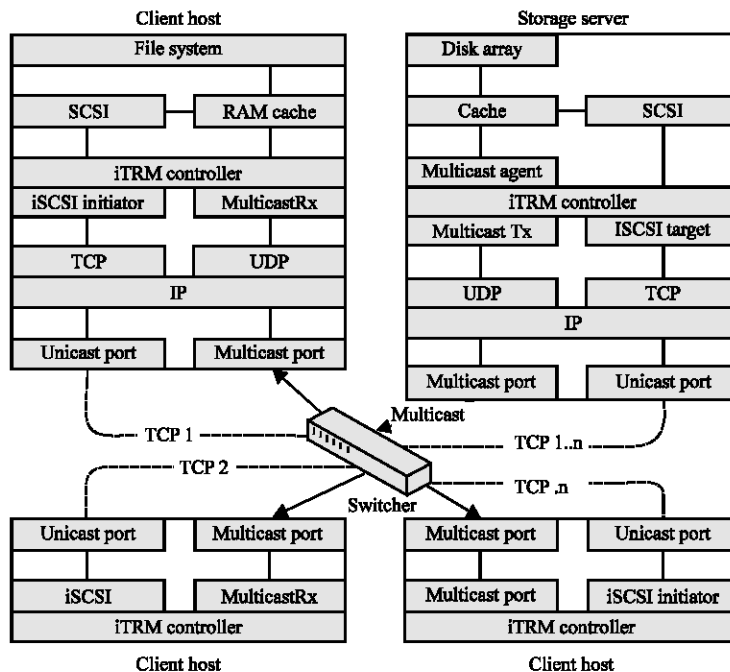 Client host
File system
SCSI
RAM cache
iTRM controller
iSCSI initiator
MulticastRx
TCP
UDP
IP
Unicast port
Multicast port
Storage server
Disk array
Cache
SCSI
Multicast agent
iTRM controller
Multicast Tx
ISCSI target
UDP
TCP
IP
Multicast port
Unicast port
Multicast
TCP 1
TCP 1..n
TCP 2
TCP ,n
Switcher
Unicast port
Multicast port
iSCSI
MulticastRx
iTRM controller
Client host
Multicast port
Unicast port
Multicast port
iSCSI initiator
iTRM controller
Client host